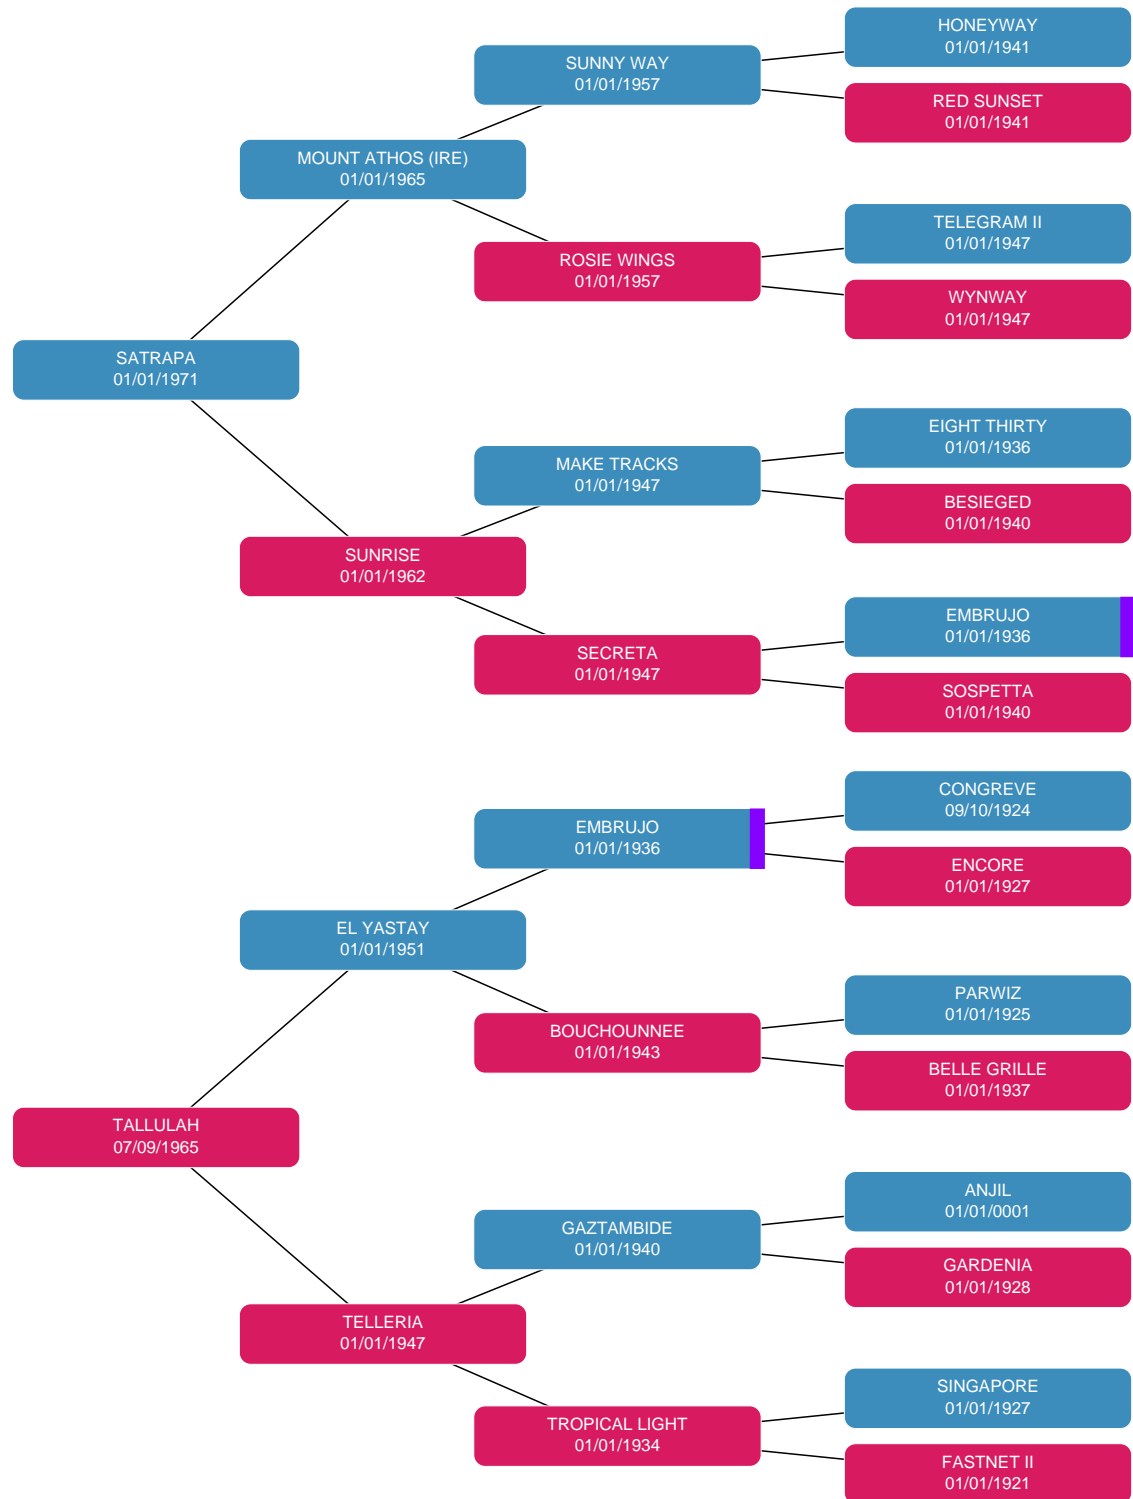 HONEYWAY
01/01/1941
SUNNY WAY
01/01/1957
RED SUNSET
01/01/1941
MOUNT ATHOS (IRE)
01/01/1965
TELEGRAM II
01/01/1947
ROSIE WINGS
01/01/1957
WYNWAY
01/01/1947
SATRAPA
01/01/1971
EIGHT THIRTY
01/01/1936
MAKE TRACKS
01/01/1947
BESIEGED
01/01/1940
SUNRISE
01/01/1962
EMBRUJO
01/01/1936
SECRETA
01/01/1947
SOSPETTA
01/01/1940
CONGREVE
09/10/1924
EMBRUJO
01/01/1936
ENCORE
01/01/1927
EL YASTAY
01/01/1951
PARWIZ
01/01/1925
BOUCHOUNNEE
01/01/1943
BELLE GRILLE
01/01/1937
TALLULAH
07/09/1965
ANJIL
01/01/0001
GAZTAMBIDE
01/01/1940
GARDENIA
01/01/1928
TELLERIA
01/01/1947
SINGAPORE
01/01/1927
TROPICAL LIGHT
01/01/1934
FASTNET II
01/01/1921